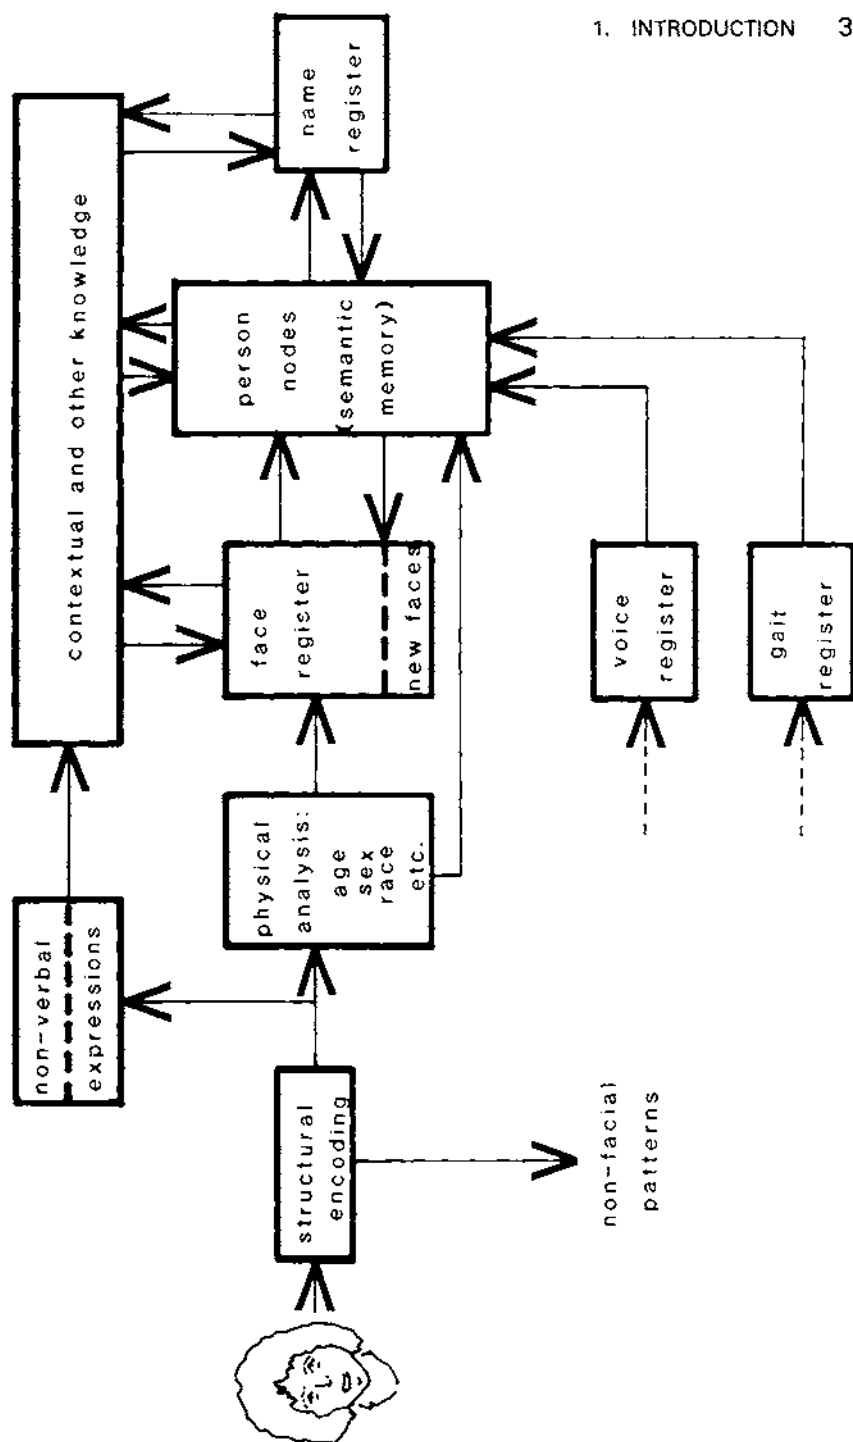 1. INTRODUCTION 3
name
register
contextual and other knowledge
person
nodes
(semantic
memory)
face
register
new faces
voice
register
gait
register
physical
analysis:
age
sex
race
etc.
non-verbal
expressions
structural
encoding
non-facial
patterns